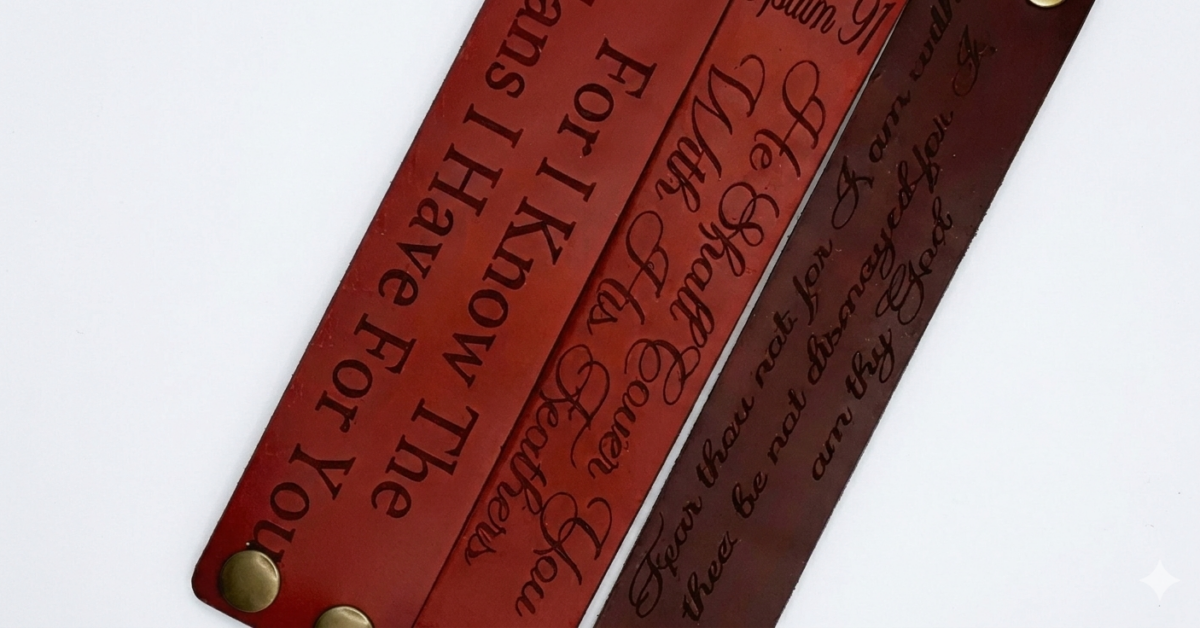 For I Know The
ans I Have For You
91
He Shall Cover You
With His Feathers
Fear thou not for I am with
thee be not dismayed for I
am thy God